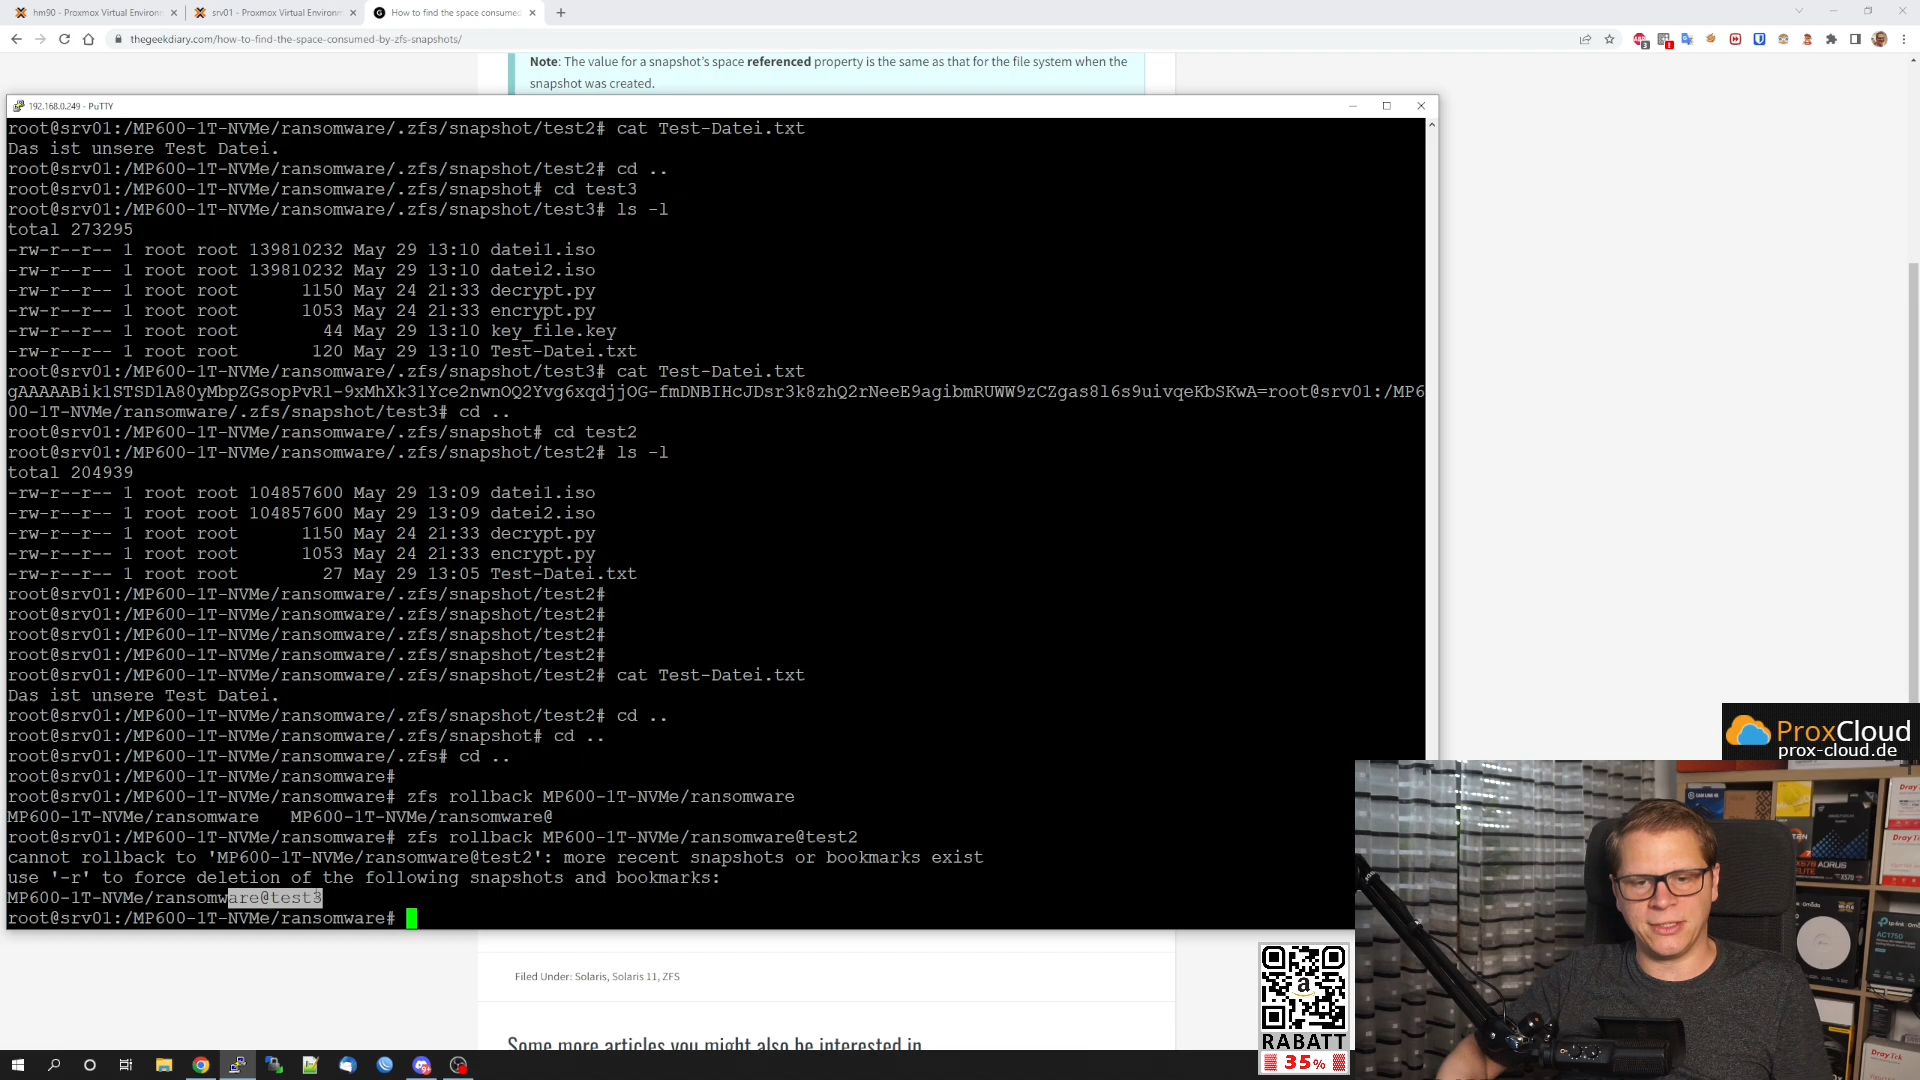 hm90 - Proxmox Virtual Environm
srv01 - Proxmox Virtual Environm
How to find the space consumed
thegeekdiary.com/how-to-find-the-space-consumed-by-zfs-snapshots/
Note: The value for a snapshot's space referenced property is the same as that for the file system when the
snapshot was created.
192.168.0.249 - PuTTY
root@srv01:/MP600-1T-NVMe/ransomware/.zfs/snapshot/test2# cat Test-Datei.txt
Das ist unsere Test Datei.
root@srv01:/MP600-1T-NVMe/ransomware/.zfs/snapshot/test2# cd ..
root@srv01:/MP600-1T-NVMe/ransomware/.zfs/snapshot# cd test3
root@srv01:/MP600-1T-NVMe/ransomware/.zfs/snapshot/test3# ls -l
total 273295
-rw-r--r-- 1 root root 139810232 May 29 13:10 datei1.iso
-rw-r--r-- 1 root root 139810232 May 29 13:10 datei2.iso
-rw-r--r-- 1 root root      1150 May 24 21:33 decrypt.py
-rw-r--r-- 1 root root      1053 May 24 21:33 encrypt.py
-rw-r--r-- 1 root root        44 May 29 13:10 key_file.key
-rw-r--r-- 1 root root       120 May 29 13:10 Test-Datei.txt
root@srv01:/MP600-1T-NVMe/ransomware/.zfs/snapshot/test3# cat Test-Datei.txt
gAAAAABik1STSD1A80yMbpZGsopPvR1-9xMhXk31Yce2nwnOQ2Yvg6xqdjjOG-fmDNBIHcJDsr3k8zhQ2rNeeE9agibmRUWW9zCZgas8l6s9uivqeKbSKwA=root@srv01:/MP6
00-1T-NVMe/ransomware/.zfs/snapshot/test3# cd ..
root@srv01:/MP600-1T-NVMe/ransomware/.zfs/snapshot# cd test2
root@srv01:/MP600-1T-NVMe/ransomware/.zfs/snapshot/test2# ls -l
total 204939
-rw-r--r-- 1 root root 104857600 May 29 13:09 datei1.iso
-rw-r--r-- 1 root root 104857600 May 29 13:09 datei2.iso
-rw-r--r-- 1 root root      1150 May 24 21:33 decrypt.py
-rw-r--r-- 1 root root      1053 May 24 21:33 encrypt.py
-rw-r--r-- 1 root root        27 May 29 13:05 Test-Datei.txt
root@srv01:/MP600-1T-NVMe/ransomware/.zfs/snapshot/test2#
root@srv01:/MP600-1T-NVMe/ransomware/.zfs/snapshot/test2#
root@srv01:/MP600-1T-NVMe/ransomware/.zfs/snapshot/test2#
root@srv01:/MP600-1T-NVMe/ransomware/.zfs/snapshot/test2#
root@srv01:/MP600-1T-NVMe/ransomware/.zfs/snapshot/test2# cat Test-Datei.txt
Das ist unsere Test Datei.
root@srv01:/MP600-1T-NVMe/ransomware/.zfs/snapshot/test2# cd ..
root@srv01:/MP600-1T-NVMe/ransomware/.zfs/snapshot# cd ..
root@srv01:/MP600-1T-NVMe/ransomware/.zfs# cd ..
root@srv01:/MP600-1T-NVMe/ransomware#
root@srv01:/MP600-1T-NVMe/ransomware# zfs rollback MP600-1T-NVMe/ransomware
MP600-1T-NVMe/ransomware   MP600-1T-NVMe/ransomware@
root@srv01:/MP600-1T-NVMe/ransomware# zfs rollback MP600-1T-NVMe/ransomware@test2
cannot rollback to 'MP600-1T-NVMe/ransomware@test2': more recent snapshots or bookmarks exist
use '-r' to force deletion of the following snapshots and bookmarks:
MP600-1T-NVMe/ransomware@test3
root@srv01:/MP600-1T-NVMe/ransomware#
ProxCloud
prox-cloud.de
Filed Under: Solaris, Solaris 11, ZFS
Some more articles you might also be interested in
a
RABATT
35%
AORUS
X570
AC1750
tp-link
omada